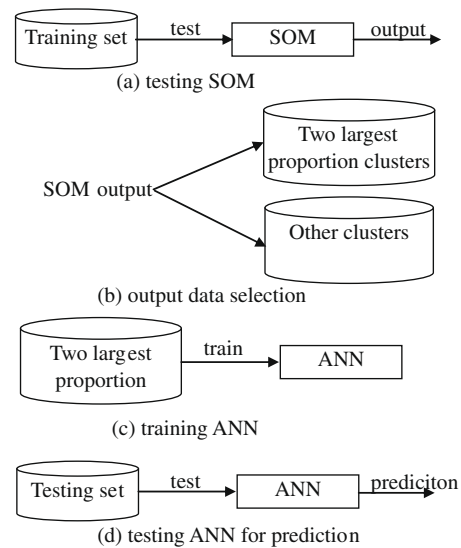 Training set
test
SOM
output
(a) testing SOM
Two largest
proportion clusters
SOM output
Other clusters
(b) output data selection
Two largest
proportion
train
ANN
(c) training ANN
Testing set
test
ANN
prediciton
(d) testing ANN for prediction